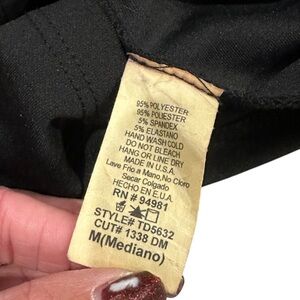 95% POLYESTER
95% POLIESTER
5% SPANDEX
5% ELASTANO
HAND WASH COLD
DO NOT BLEACH
HANG OR LINE DRY
MADE IN U.S.A.
Lave Frio a Mano, No Cloro
Secar Colgado
HECHO EN E.U.A.
RN # 94981
STYLE# TD5632
CUT# 1338 DM
M(Mediano)